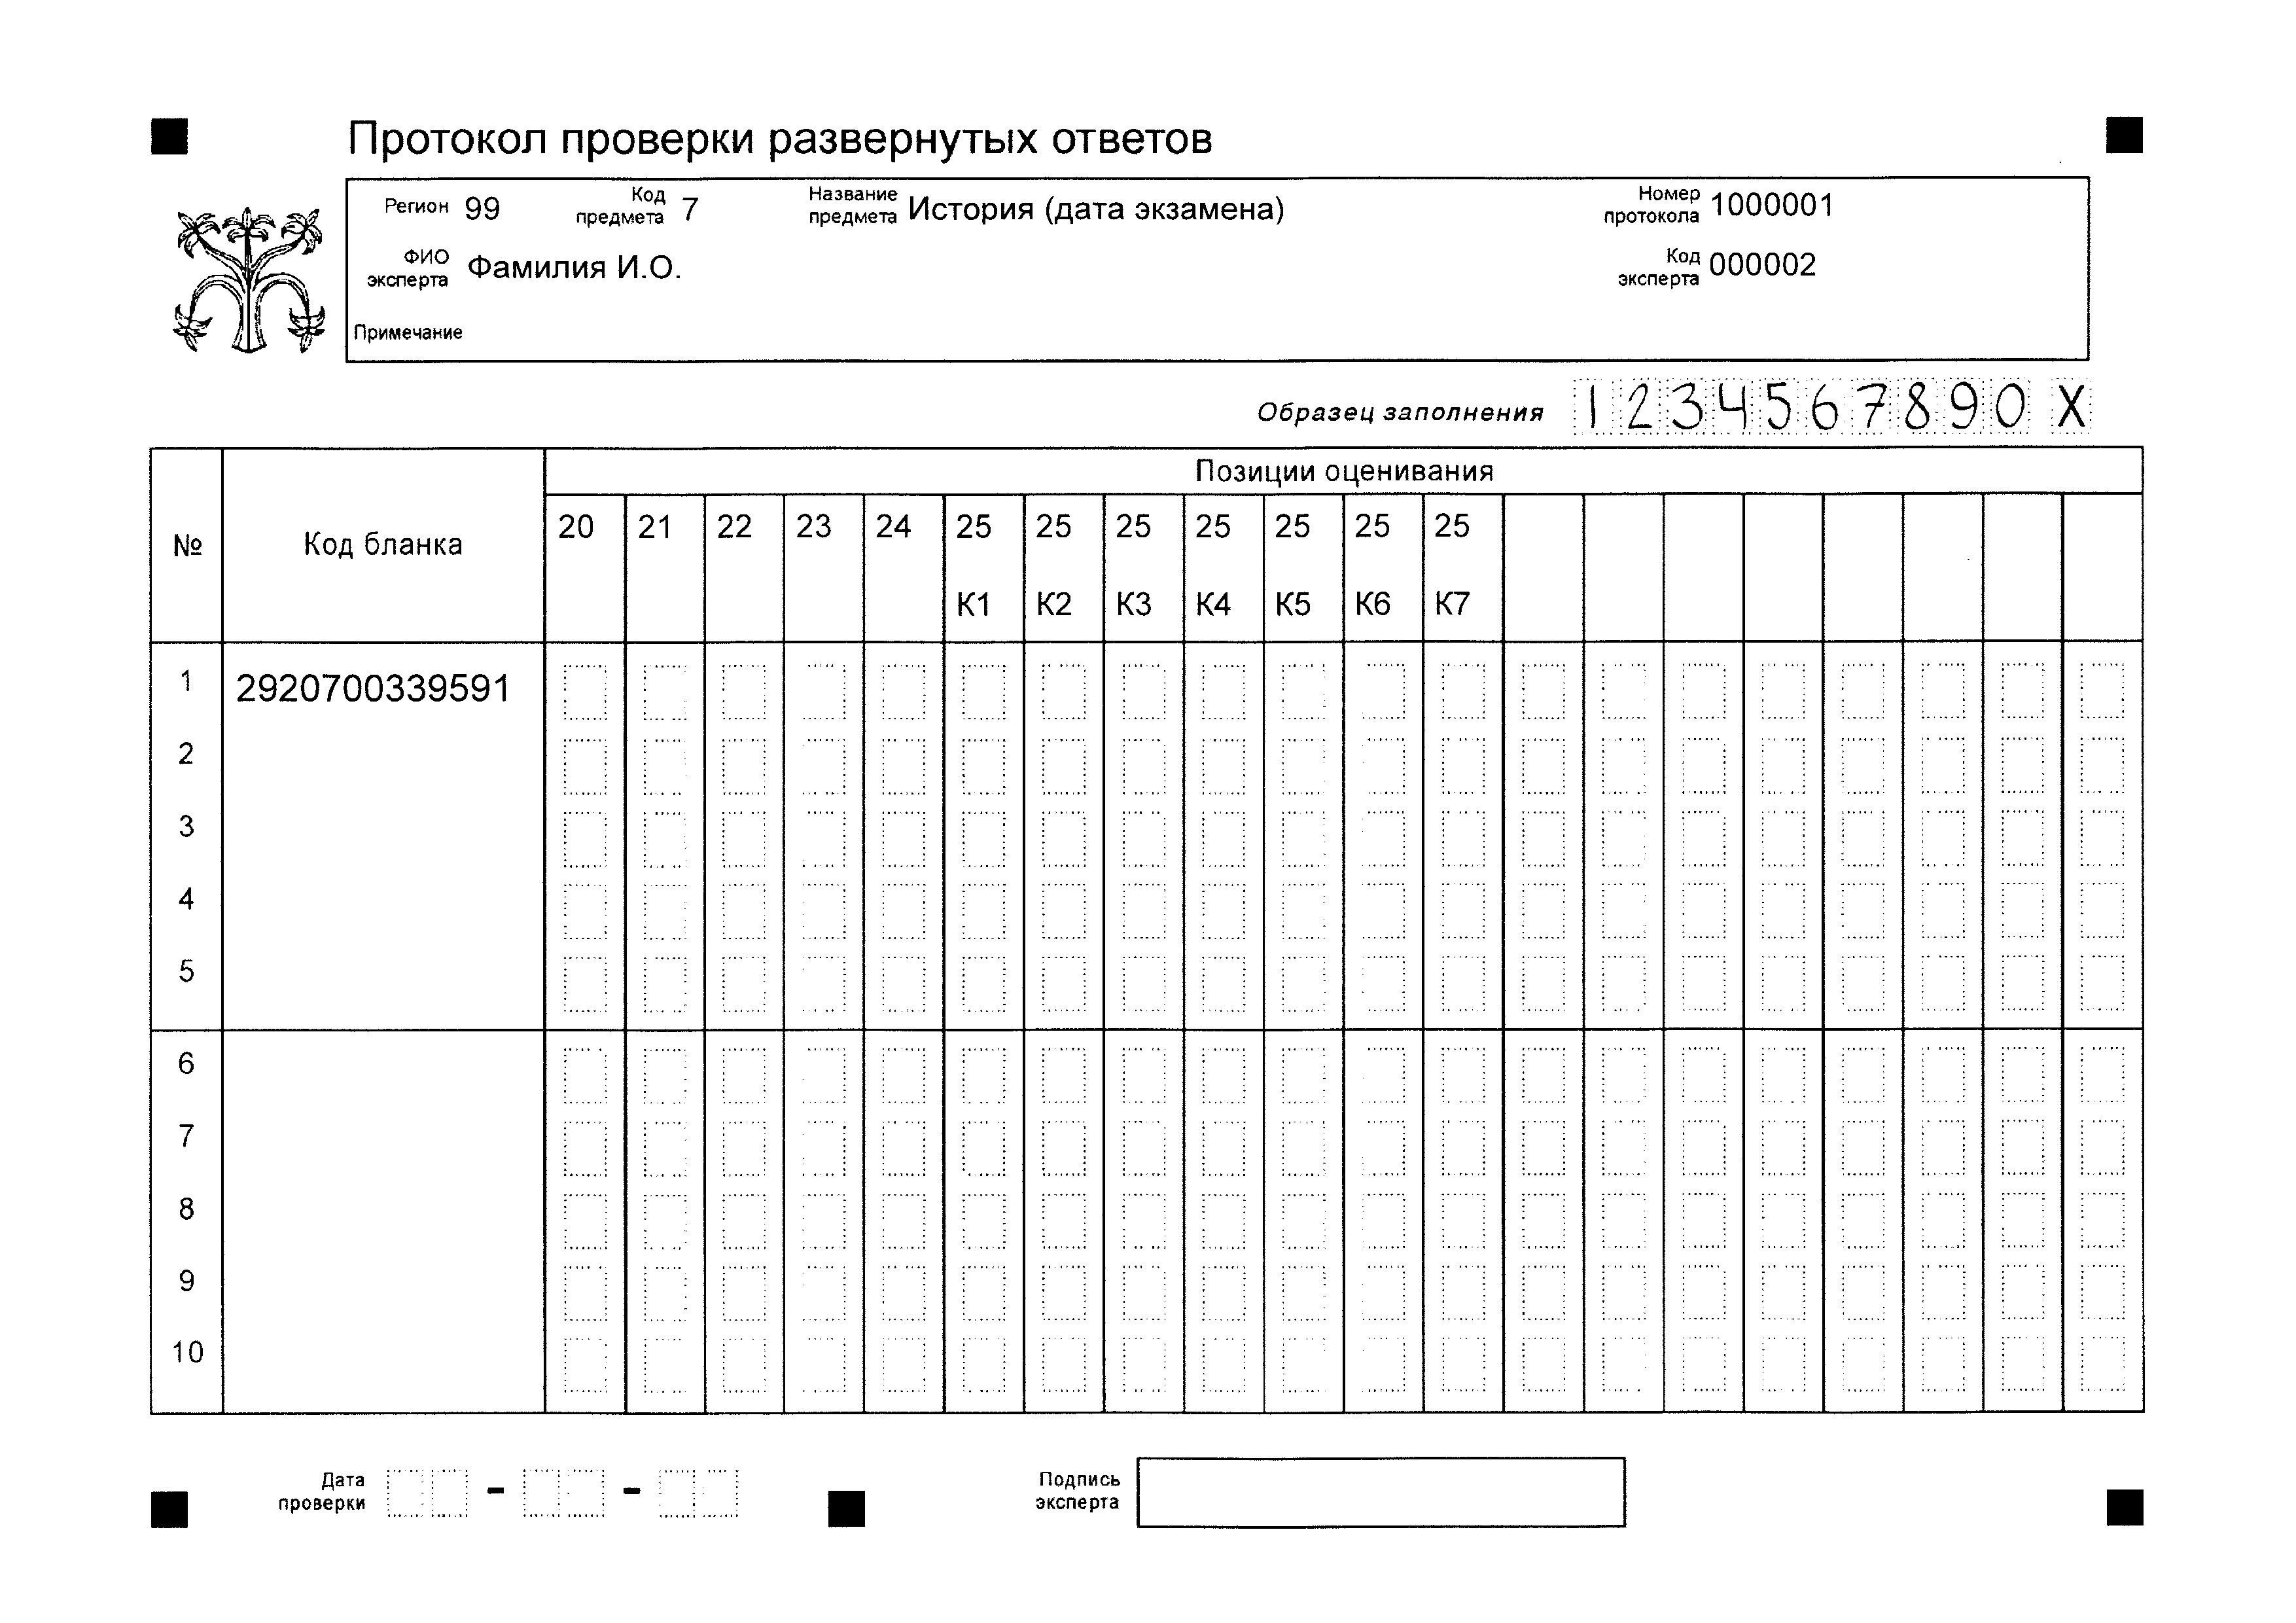 Протокол проверки развернутых ответов
Регион 99 Код предмета 7 Название предмета История (дата экзамена) Номер протокола 1000001
ФИО эксперта Фамилия И.О. Код эксперта 000002
Примечание
Образец заполнения 1 2 3 4 5 6 7 8 9 0 X
Позиции оценивания
№ Код бланка 20 21 22 23 24 25 25 25 25 25 25 25
К1 К2 К3 К4 К5 К6 К7
1 2920700339591
2
3
4
5
6
7
8
9
10
Дата проверки - - Подпись эксперта